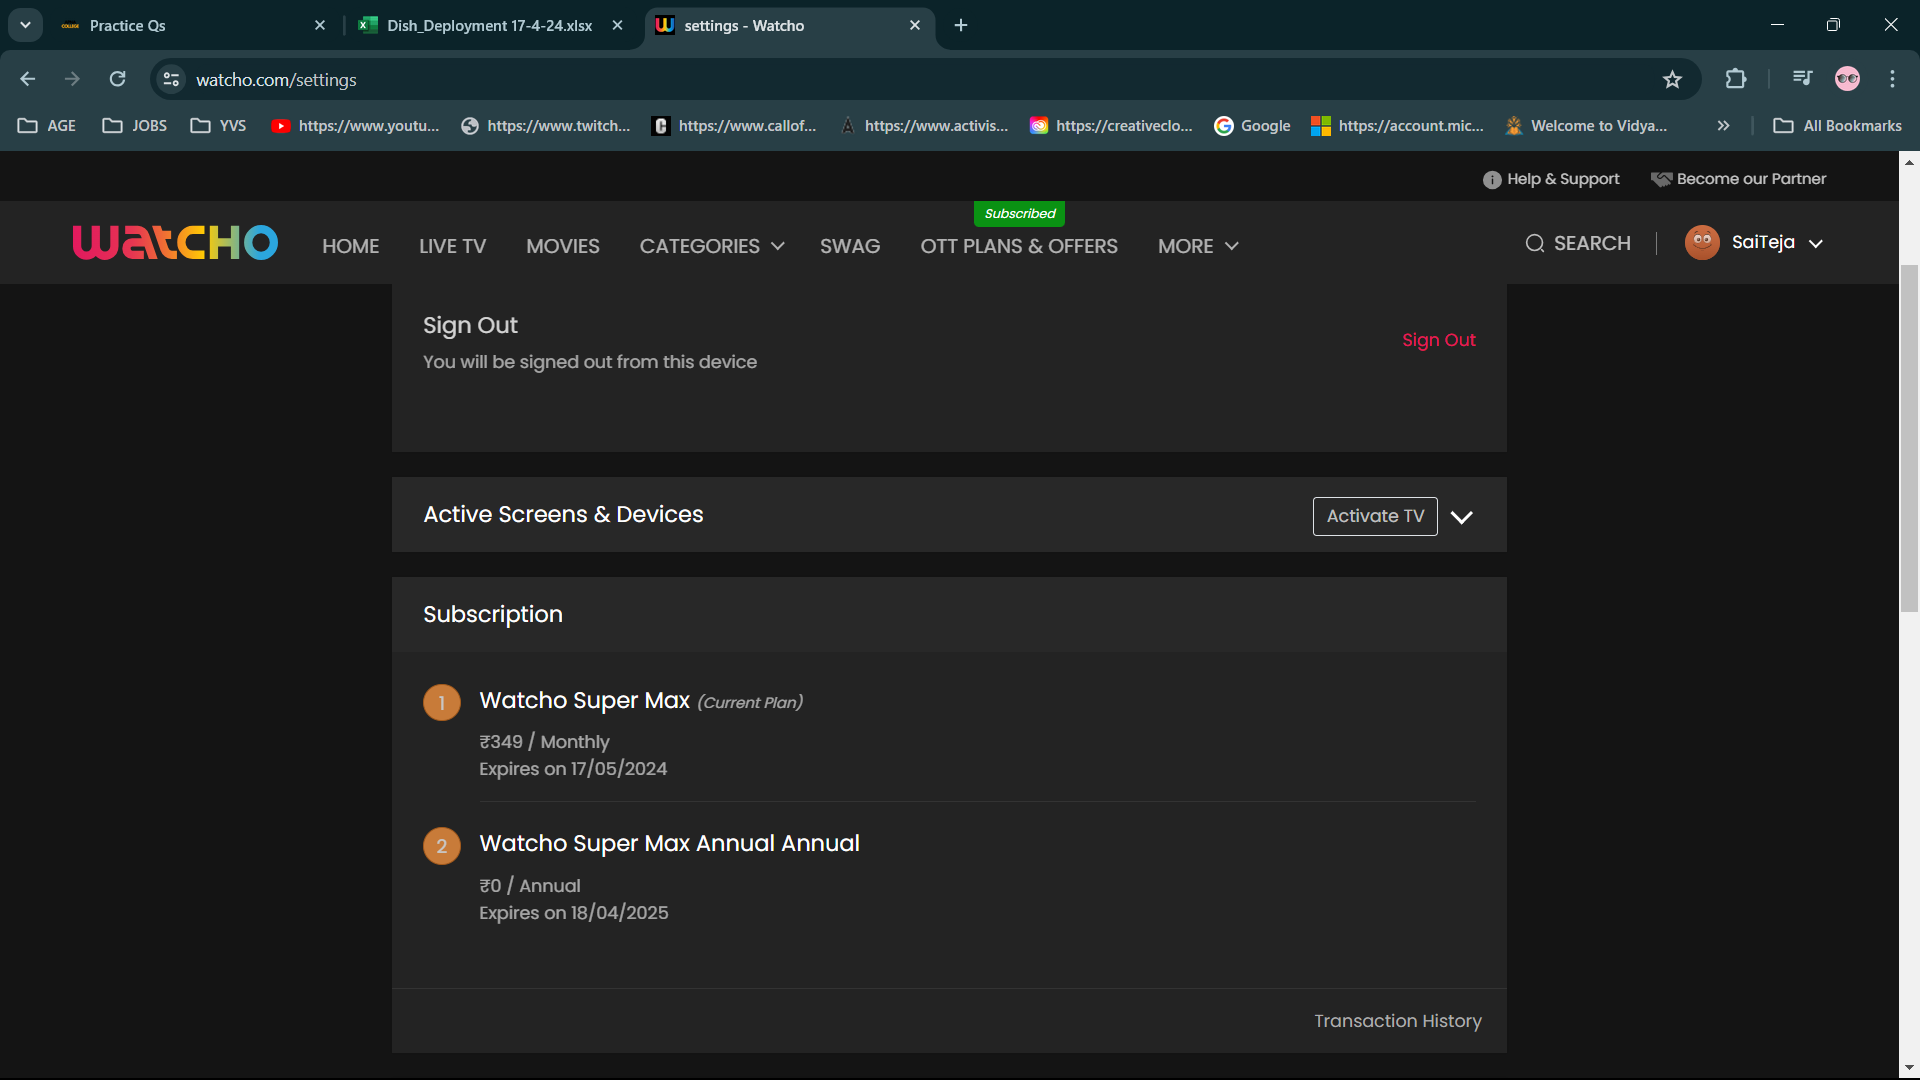 Practice Qs
Dish_Deployment 17-4-24.xlsx
settings - Watcho
watcho.com/settings
AGE
JOBS
YVS
https://www.youtu...
https://www.twitch...
https://www.callof...
https://www.activis...
https://creativeclo...
Google
https://account.mic...
Welcome to Vidya...
All Bookmarks
Help & Support
Become our Partner
Subscribed
watcHO
HOME
LIVE TV
MOVIES
CATEGORIES
SWAG
OTT PLANS & OFFERS
MORE
SEARCH
SaiTeja
Sign Out
Sign Out
You will be signed out from this device
Active Screens & Devices
Activate TV
Subscription
1
Watcho Super Max (Current Plan)
₹349 / Monthly
Expires on 17/05/2024
2
Watcho Super Max Annual Annual
₹0 / Annual
Expires on 18/04/2025
Transaction History